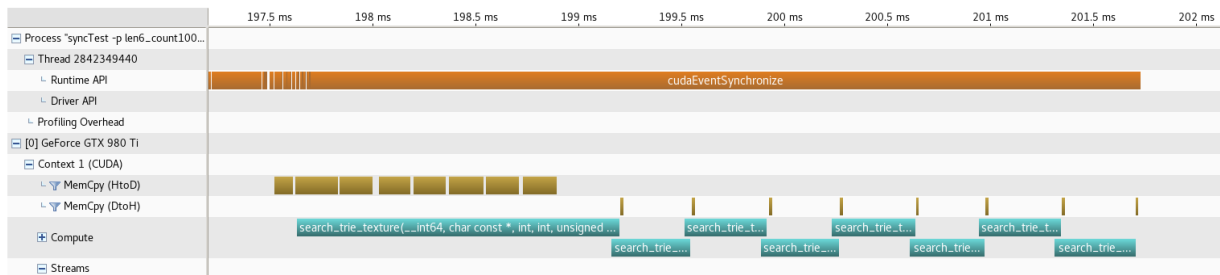 197.5 ms 198 ms 198.5 ms 199 ms 199.5 ms 200 ms 200.5 ms 201 ms 201.5 ms 202 ms
Process "syncTest -p len6_count100...
Thread 2842349440
Runtime API cudaEventSynchronize
Driver API
Profiling Overhead
[0] GeForce GTX 980 Ti
Context 1 (CUDA)
MemCpy (HtoD)
MemCpy (DtoH)
Compute
search_trie_texture(__int64, char const *, int, int, unsigned ... search_trie_t... search_trie_t... search_trie_t...
search_trie_... search_trie_... search_trie_... search_trie_...
Streams